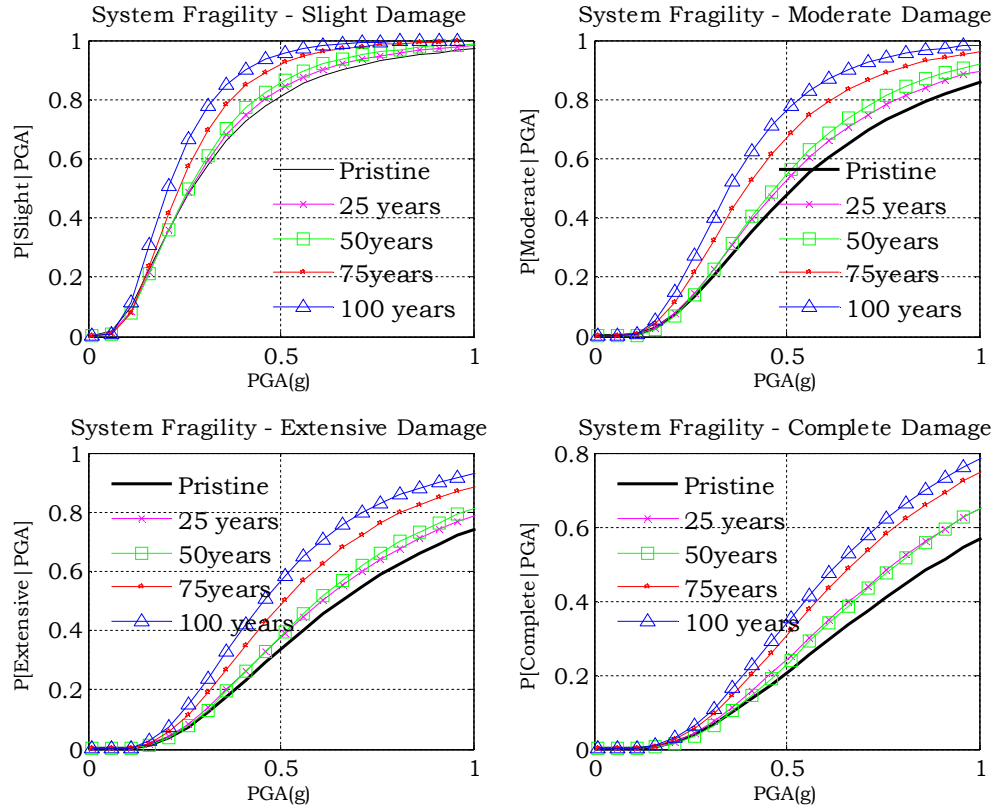 System Fragility - Slight Damage
P[Slight|PGA]
1
0.8
0.6
0.4
0.2
0
Pristine
25 years
50years
75years
100 years
0 0.5 1
PGA(g)
System Fragility - Moderate Damage
P[Moderate|PGA]
1
0.8
0.6
0.4
0.2
0
Pristine
25 years
50years
75years
100 years
0 0.5 1
PGA(g)
System Fragility - Extensive Damage
P[Extensive|PGA]
1
0.8
0.6
0.4
0.2
0
Pristine
25 years
50years
75years
100 years
0 0.5 1
PGA(g)
System Fragility - Complete Damage
P[Complete|PGA]
0.8
0.6
0.4
0.2
0
Pristine
25 years
50years
75years
100 years
0 0.5 1
PGA(g)